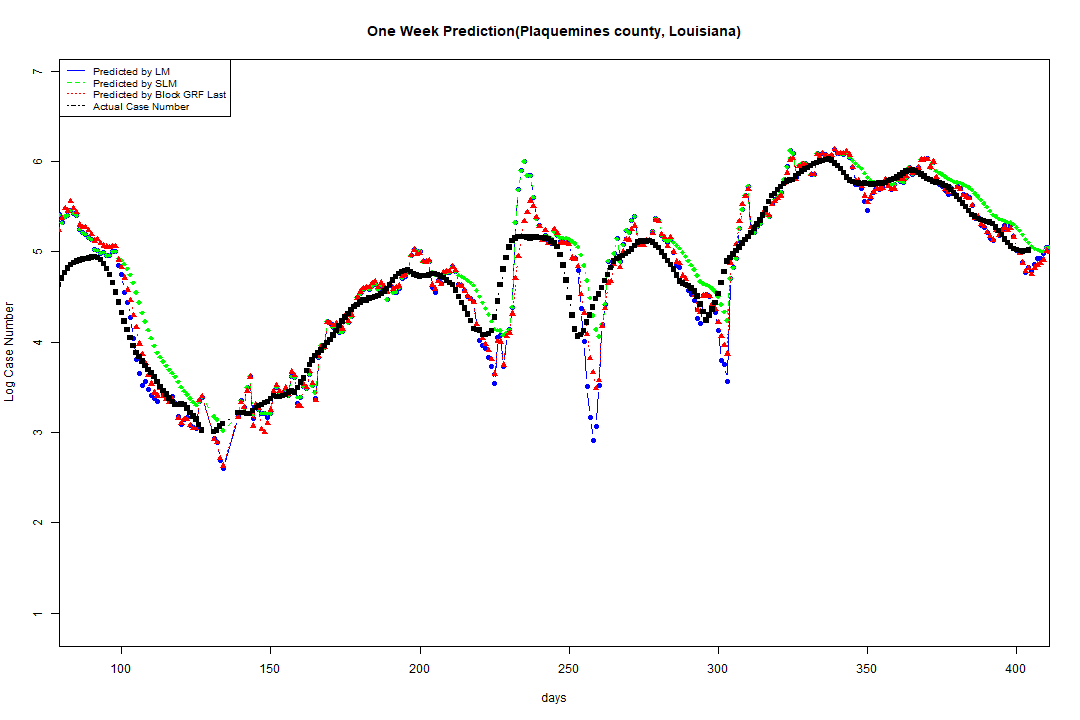 One Week Prediction(Plaquemines county, Louisiana)
Predicted by LM
Predicted by SLM
Predicted by Block GRF Last
Actual Case Number
7
6
5
4
3
2
1
Log Case Number
100 150 200 250 300 350 400
days